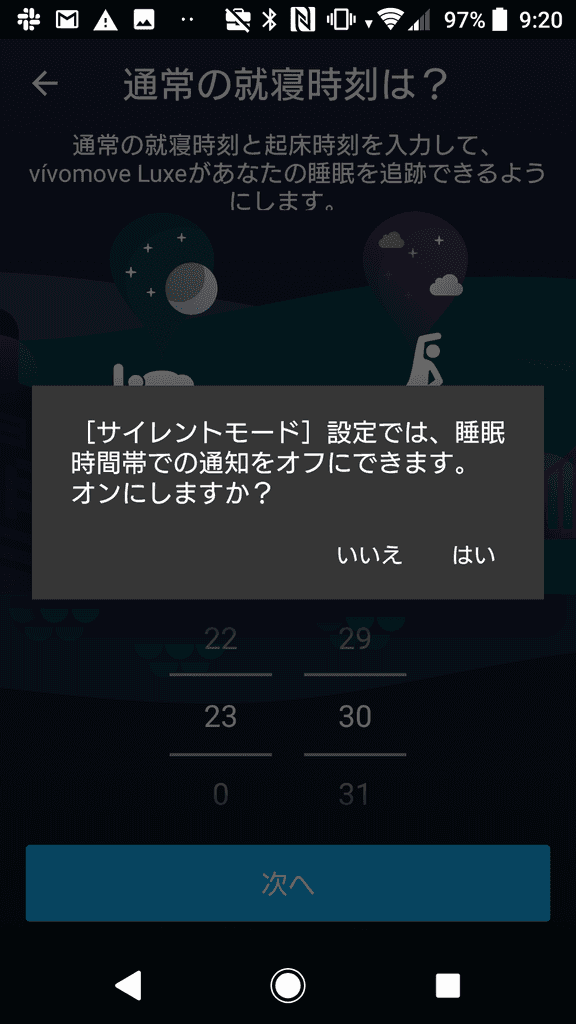 97% 9:20
通常の就寝時刻は？
通常の就寝時刻と起床時刻を入力して、
vívomove Luxeがあなたの睡眠を追跡できるよう
にします。
［サイレントモード］設定では、睡眠
時間帯での通知をオフにできます。
オンにしますか？
いいえ はい
22 29
23 30
0 31
次へ